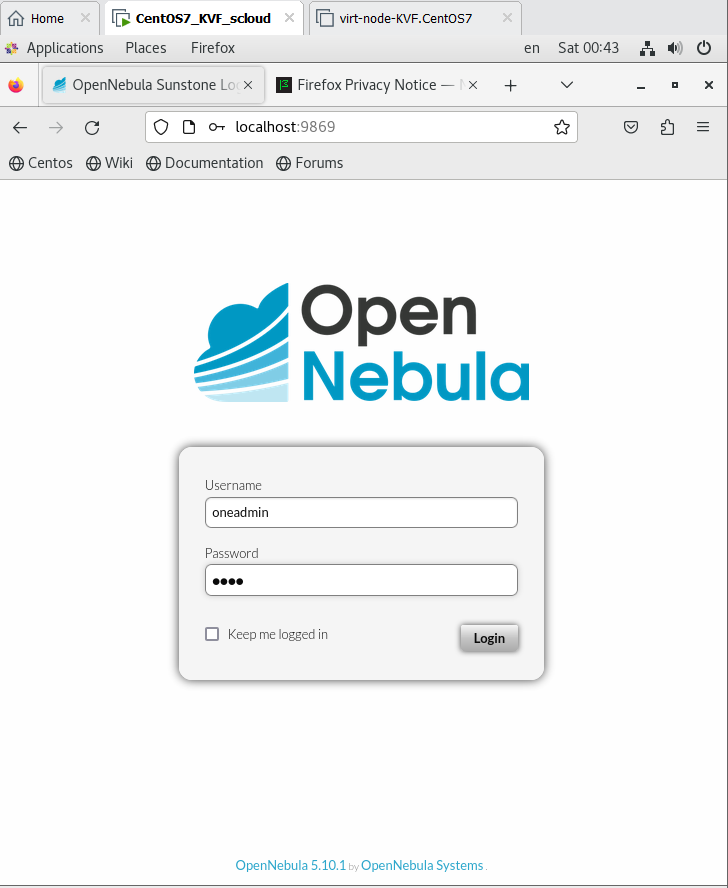 Home CentOS7_KVF_scloud virt-node-KVF.CentOS7
Applications Places Firefox en Sat 00:43
OpenNebula Sunstone Lo Firefox Privacy Notice —
localhost:9869
Centos Wiki Documentation Forums
Open
Nebula
Username
oneadmin
Password
Keep me logged in Login
OpenNebula 5.10.1 by OpenNebula Systems .